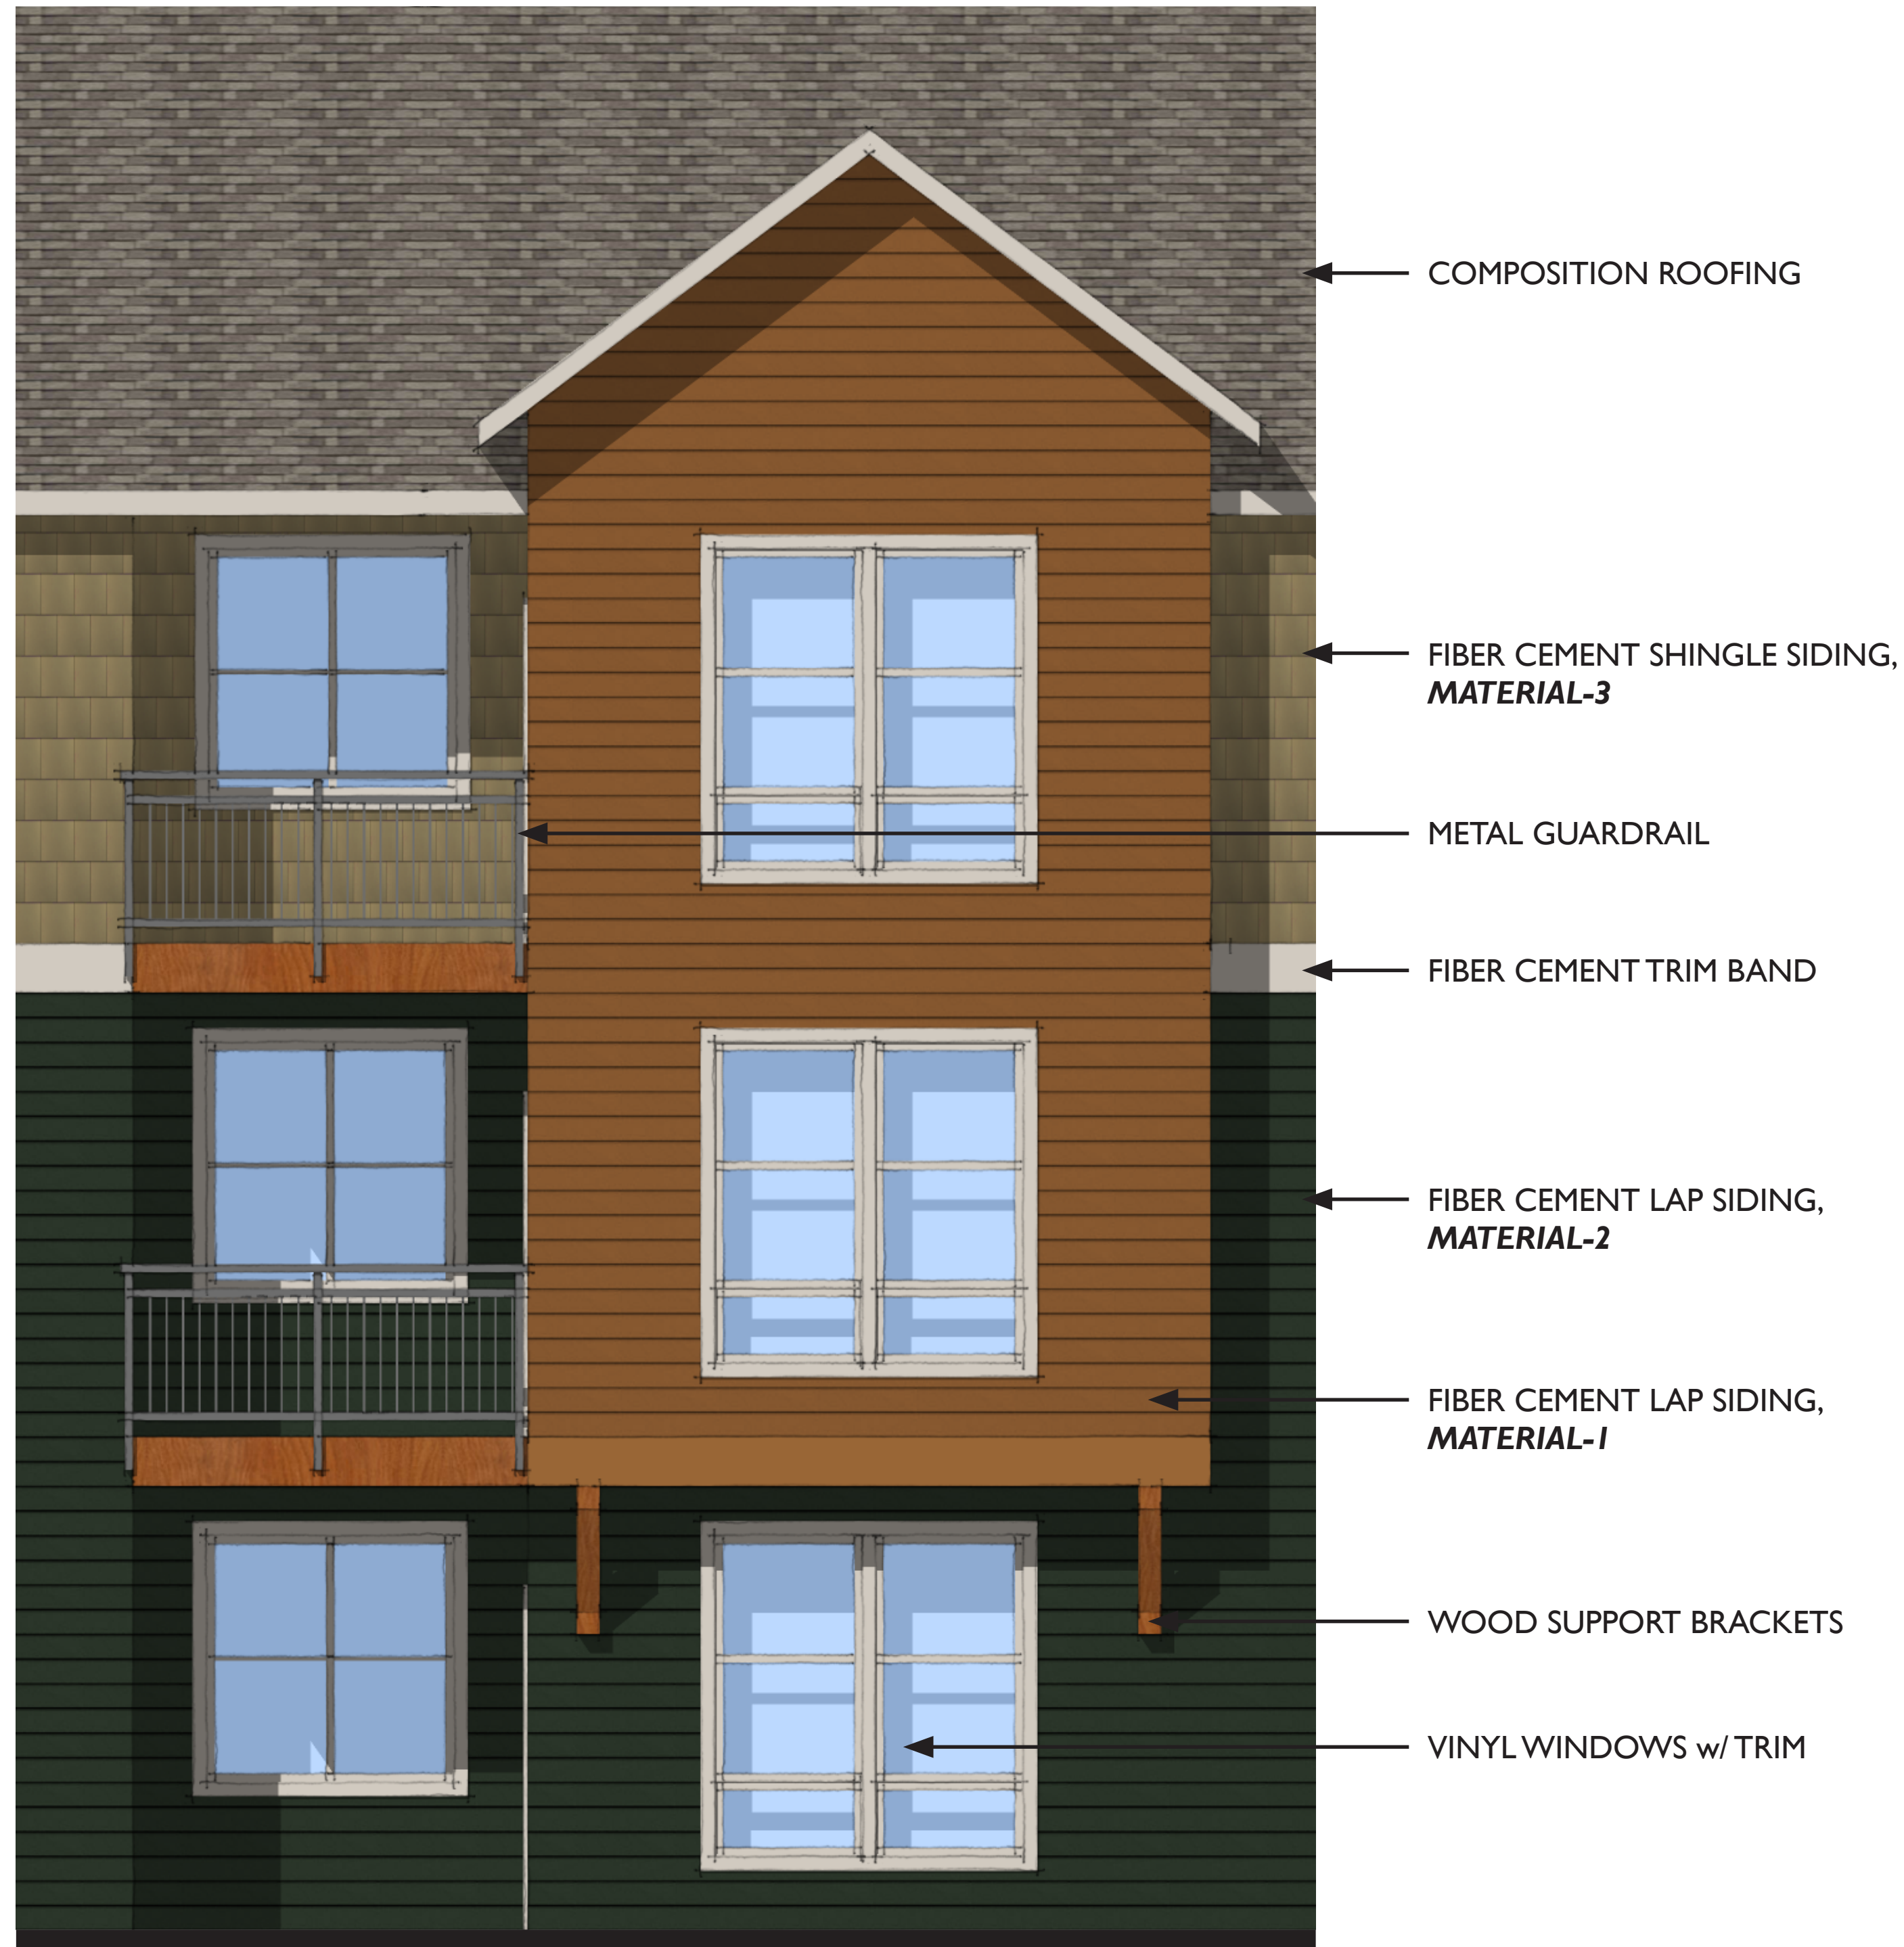 COMPOSITION ROOFING
FIBER CEMENT SHINGLE SIDING,
MATERIAL-3
METAL GUARDRAIL
FIBER CEMENT TRIM BAND
FIBER CEMENT LAP SIDING,
MATERIAL-2
FIBER CEMENT LAP SIDING,
MATERIAL-1
WOOD SUPPORT BRACKETS
VINYL WINDOWS w/ TRIM